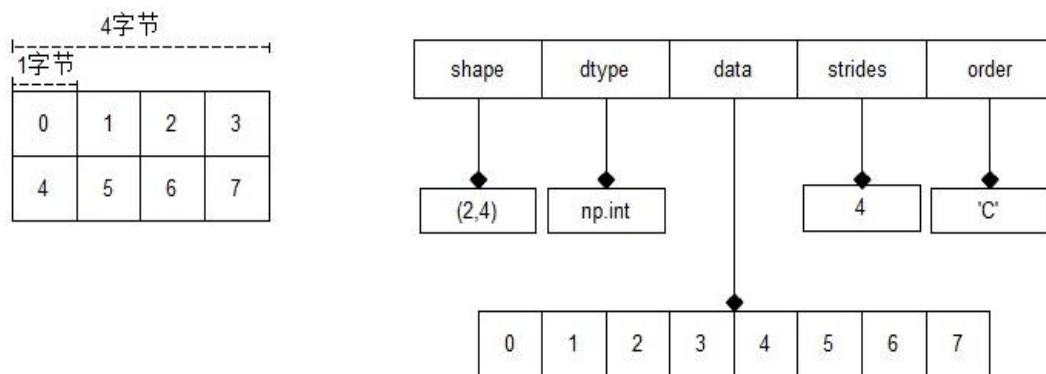 4字节
1字节
0 1 2 3
4 5 6 7
shape dtype data strides order
(2,4) np.int 4 'C'
0 1 2 3 4 5 6 7